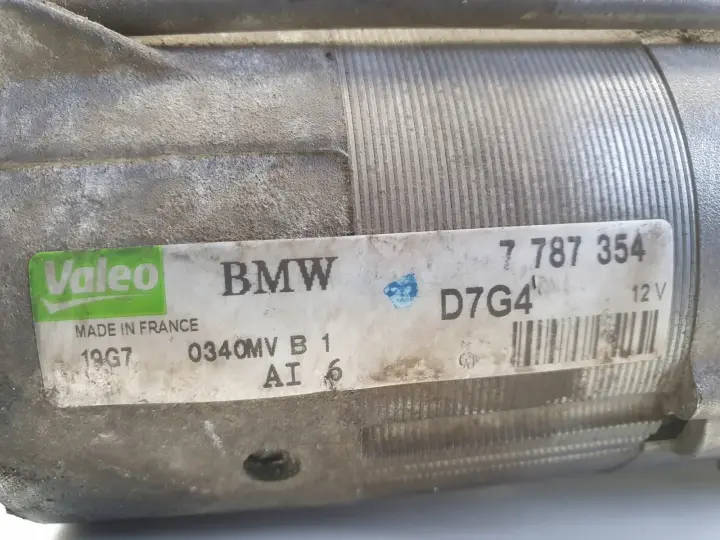 Valeo
BMW
7 787 354
D7G4
12 V
MADE IN FRANCE
19G7 0340MV B 1
AI 6